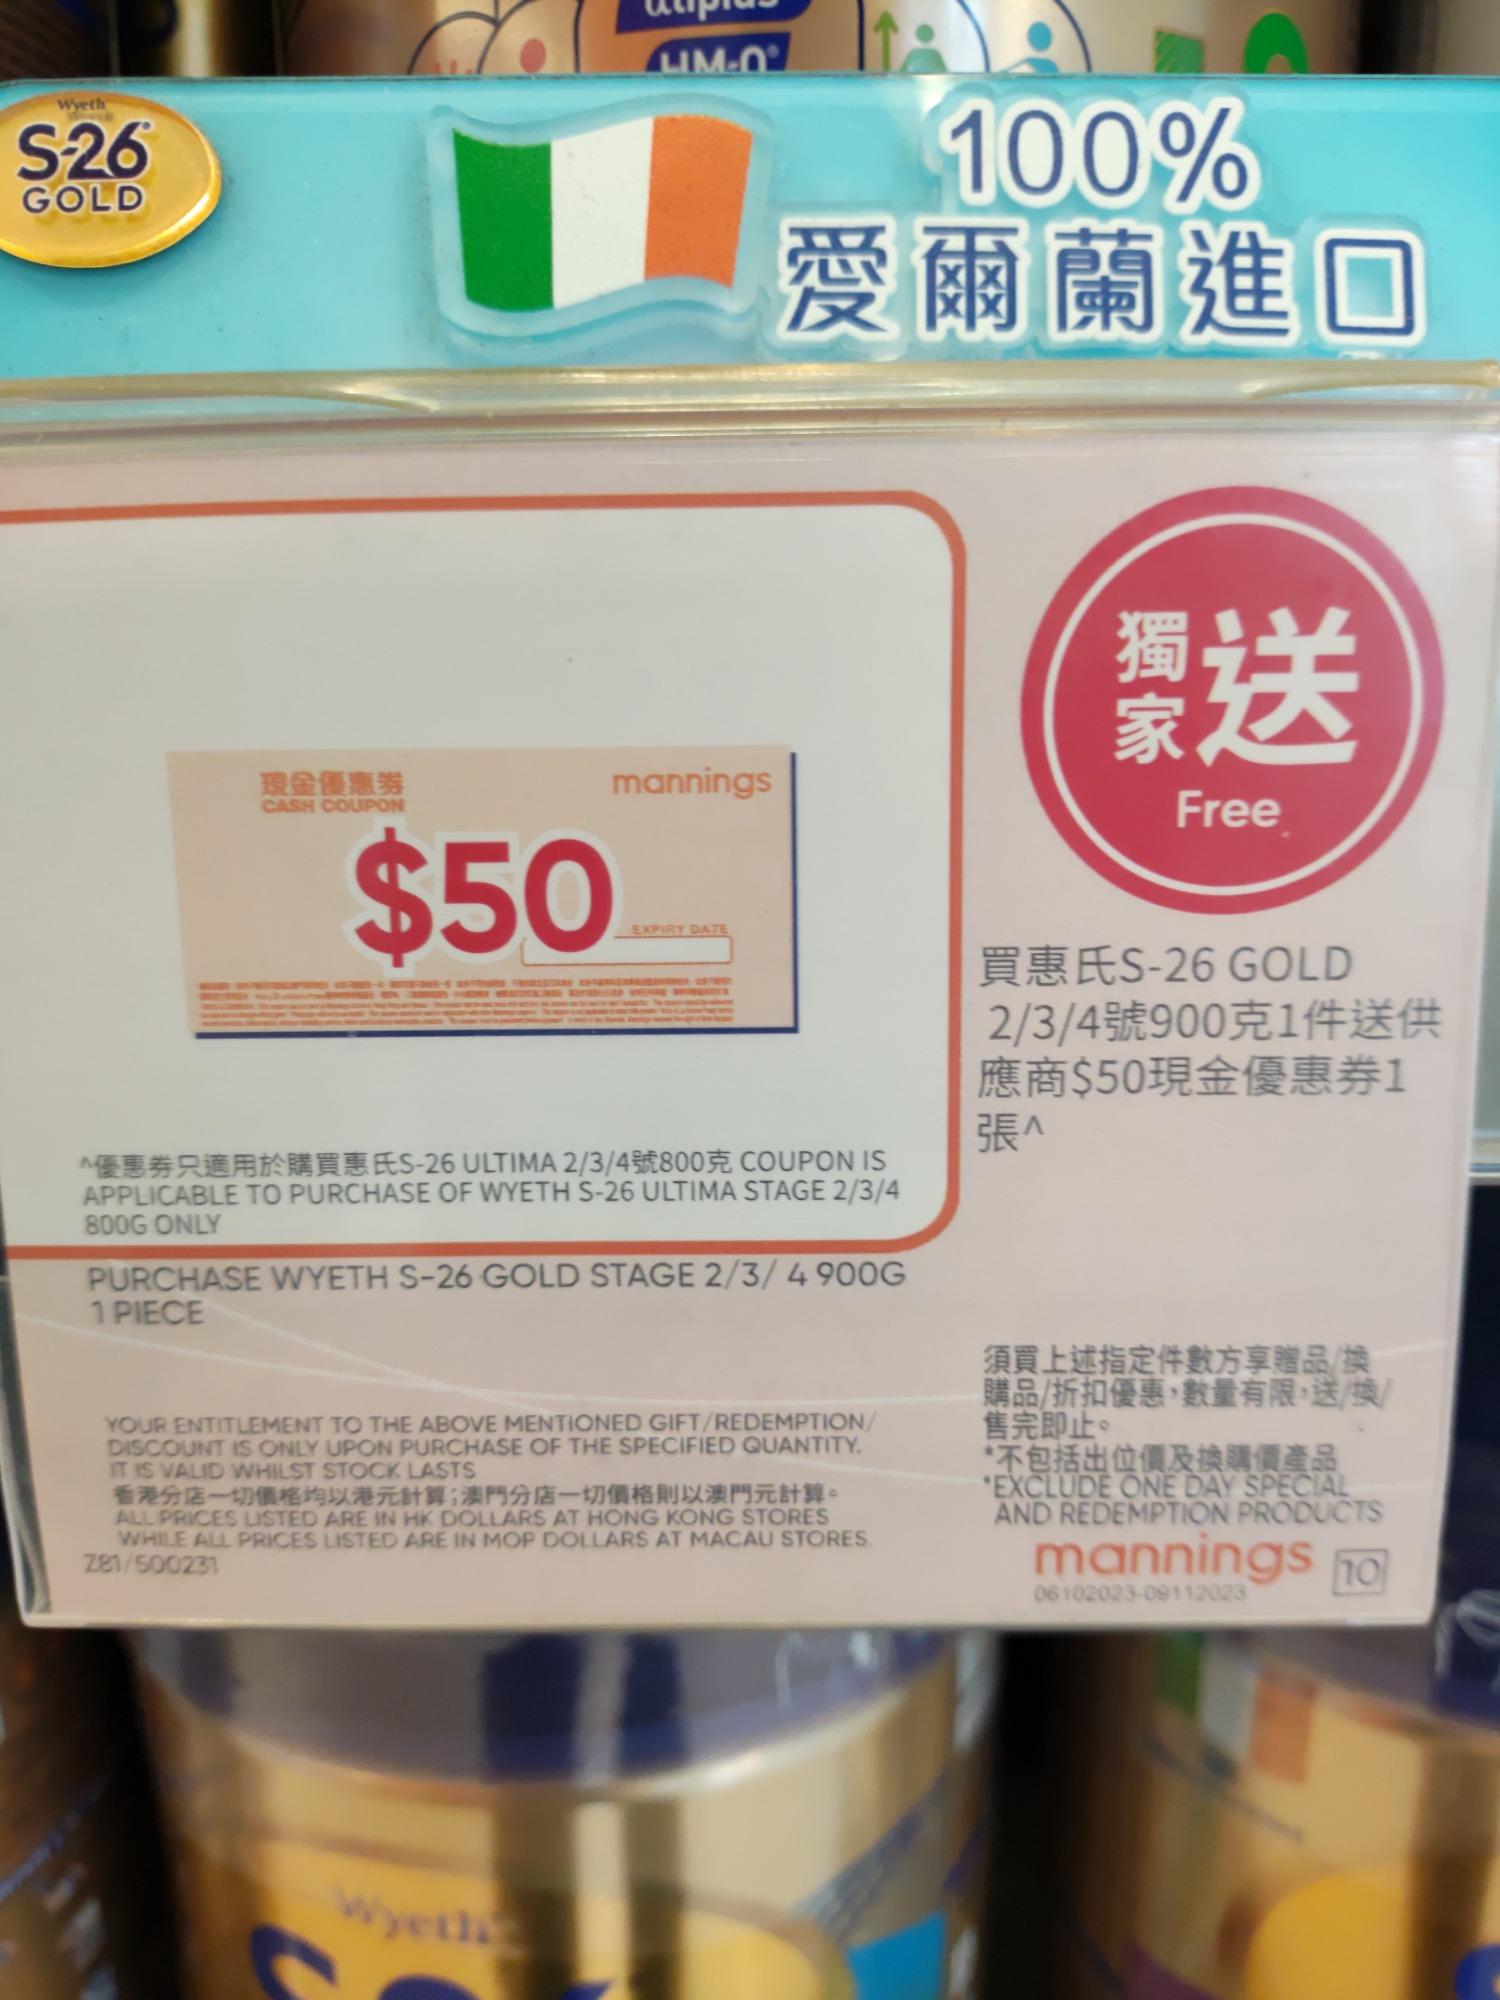 HM-O
Wyeth
S-26
GOLD
100%
愛爾蘭進口
獨家送
Free
現金優惠券
CASH COUPON
mannings
$50
EXPIRY DATE
買惠氏S-26 GOLD
2/3/4號900克1件送供
應商$50現金優惠券1
張^
^優惠券只適用於購買惠氏S-26 ULTIMA 2/3/4號800克 COUPON IS
APPLICABLE TO PURCHASE OF WYETH S-26 ULTIMA STAGE 2/3/4
800G ONLY
PURCHASE WYETH S-26 GOLD STAGE 2/3/ 4 900G
1 PIECE
須買上述指定件數方享贈品/換
購品/折扣優惠，數量有限，送/換/
售完即止。
*不包括出位價及換購價產品
*EXCLUDE ONE DAY SPECIAL
AND REDEMPTION PRODUCTS
YOUR ENTITLEMENT TO THE ABOVE MENTIONED GIFT/REDEMPTION/
DISCOUNT IS ONLY UPON PURCHASE OF THE SPECIFIED QUANTITY.
IT IS VALID WHILST STOCK LASTS
香港分店一切價格均以港元計算；澳門分店一切價格則以澳門元計算。
ALL PRICES LISTED ARE IN HK DOLLARS AT HONG KONG STORES
WHILE ALL PRICES LISTED ARE IN MOP DOLLARS AT MACAU STORES.
Z81/500231
mannings 10
06102023-09112023
Wyeth